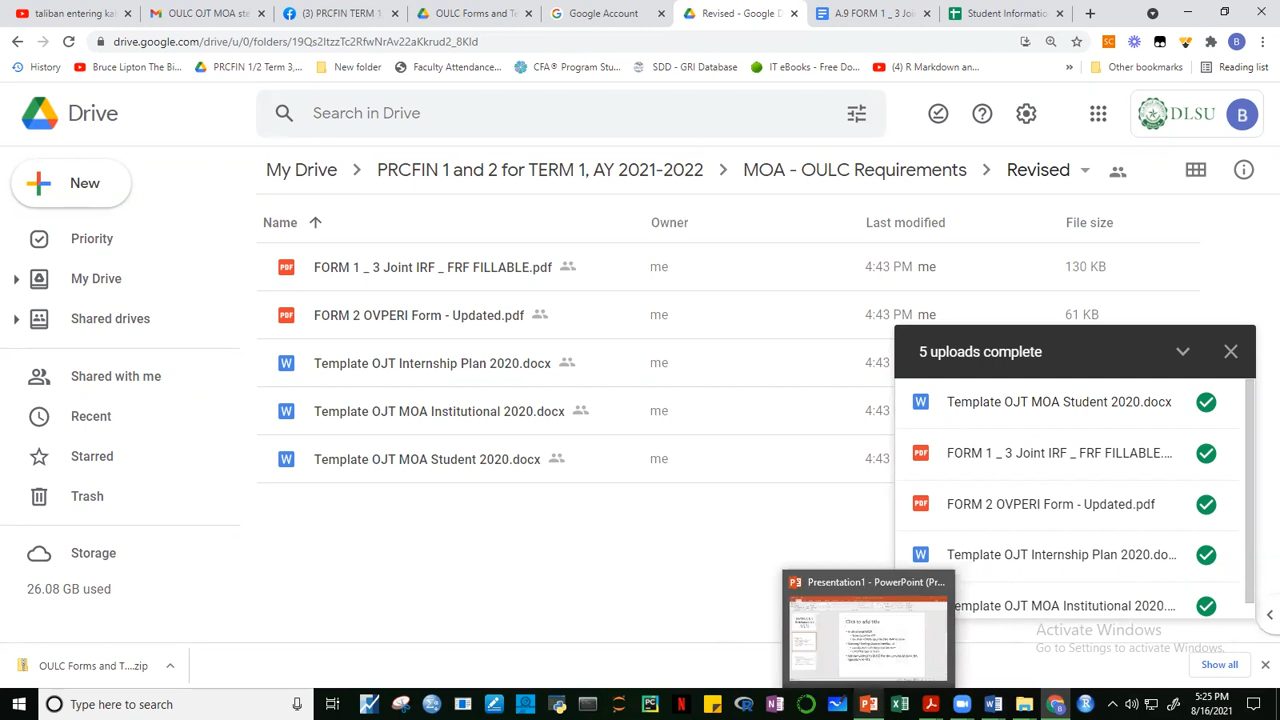 taliban entering kal
OULC OJT MOA ste
(3) PRCFIN TERM 1
OULC Forms and Te
Google Account
Revised - Google D
A.9 FORM 1 _ 3 Joi
Student Informatio
drive.google.com/drive/u/0/folders/19Qs2ItzzTc2RfwNrAv22aKkrud2_8Kld
History
Bruce Lipton The Bi...
PRCFIN 1/2 Term 3,...
New folder
Faculty Attendance...
CFA® Program Stu...
SDD - GRI Database
IT eBooks - Free Do...
(4) R Markdown an...
»
Other bookmarks
Reading list
Drive
Search in Drive
DLSU
B
New
My Drive
PRCFIN 1 and 2 for TERM 1, AY 2021-2022
MOA - OULC Requirements
Revised
Name
Owner
Last modified
File size
Priority
My Drive
Shared drives
Shared with me
Recent
Starred
Trash
Storage
26.08 GB used
FORM 1 _ 3 Joint IRF _ FRF FILLABLE.pdf
me
4:43 PM me
130 KB
FORM 2 OVPERI Form - Updated.pdf
me
4:43 PM me
61 KB
Template OJT Internship Plan 2020.docx
me
4:43
Template OJT MOA Institutional 2020.docx
me
4:43
Template OJT MOA Student 2020.docx
me
4:43
5 uploads complete
Template OJT MOA Student 2020.docx
FORM 1 _ 3 Joint IRF _ FRF FILLABLE....
FORM 2 OVPERI Form - Updated.pdf
Template OJT Internship Plan 2020.do...
emplate OJT MOA Institutional 2020....
Presentation1 - PowerPoint (Pr...
Click to add title
Activate Windows
Go to Settings to activate Windows.
OULC Forms and T....zip
Show all
Type here to search
5:25 PM
8/16/2021